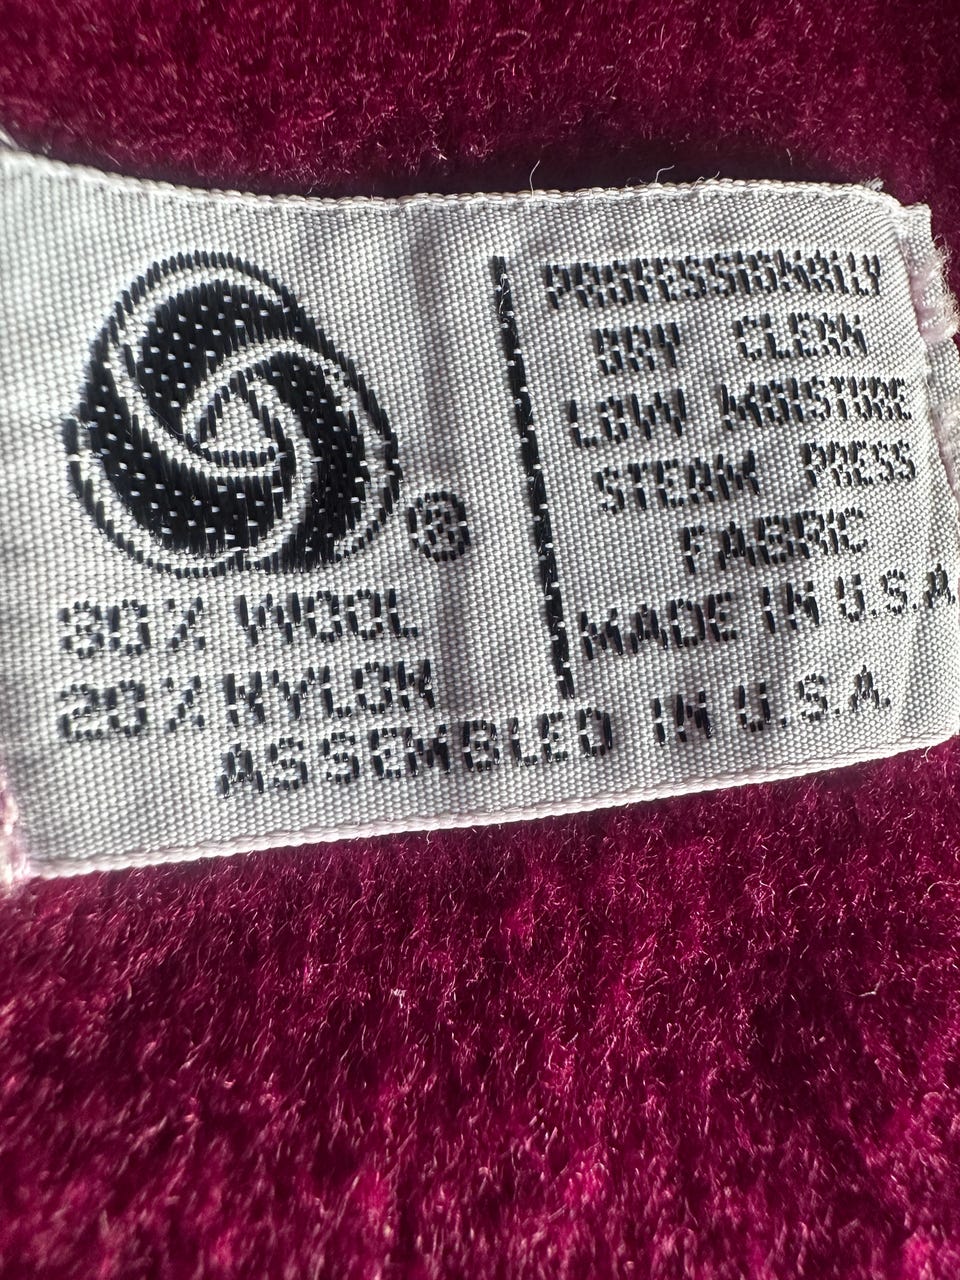 ®
80% WOOL
20% NYLON
PROFESSIONALLY
DRY CLEAN
LOW MOISTURE
STEAM PRESS
FABRIC
MADE IN U.S.A.
ASSEMBLED IN U.S.A.